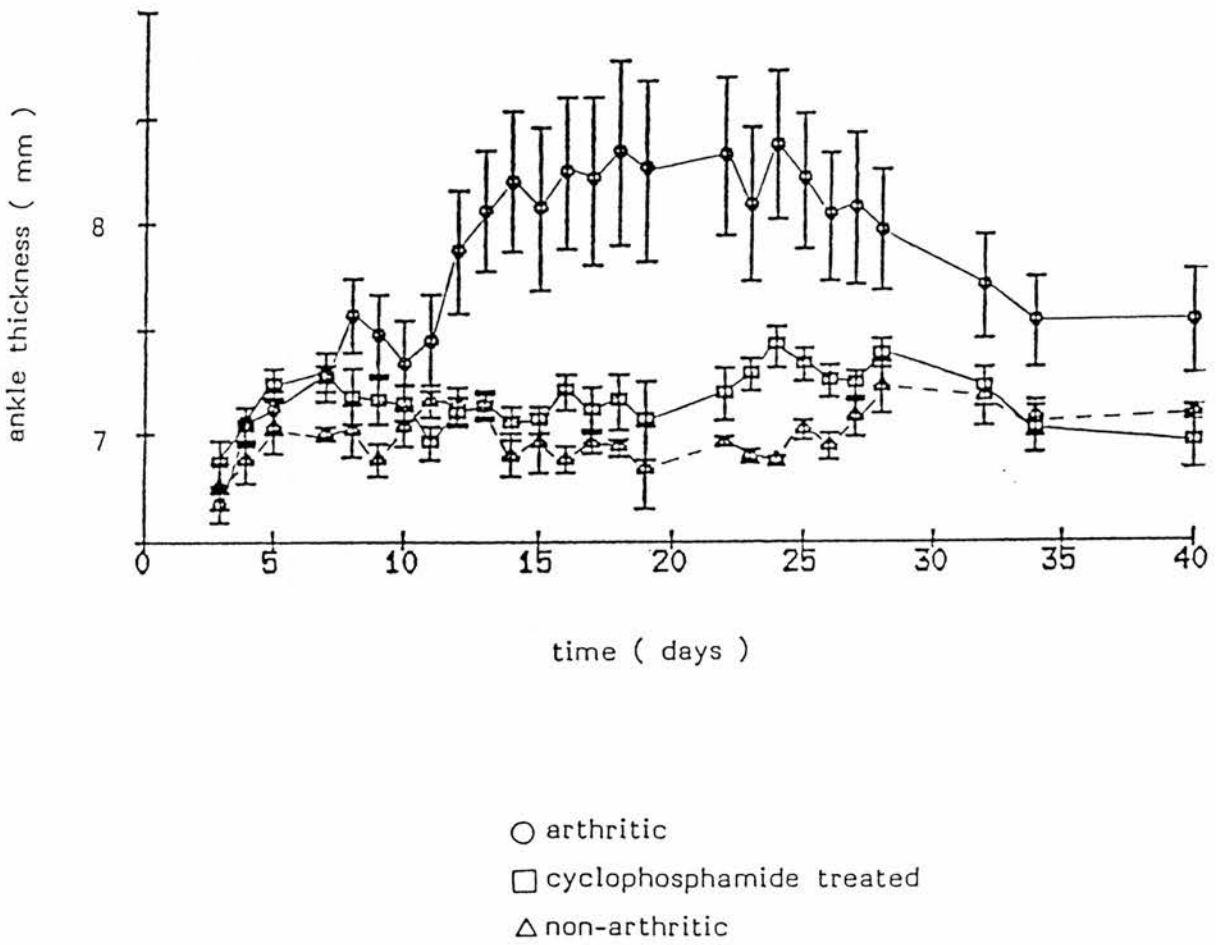 ankle thickness ( mm )
8
7
0 5 10 15 20 25 30 35 40
time ( days )
arthritic
cyclophosphamide treated
non-arthritic